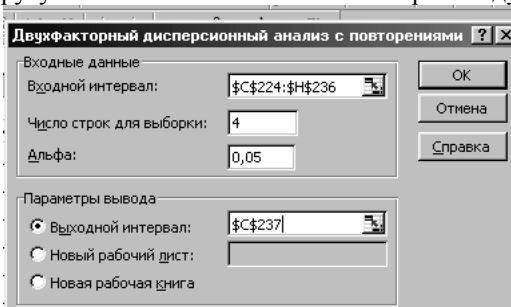 Двухфакторный дисперсионный анализ с повторениями
Входные данные
Входной интервал: $C$224:$H$236
Число строк для выборки: 4
Альфа: 0,05
ОК
Отмена
Справка
Параметры вывода
Выходной интервал: $C$237
Новый рабочий лист:
Новая рабочая книга